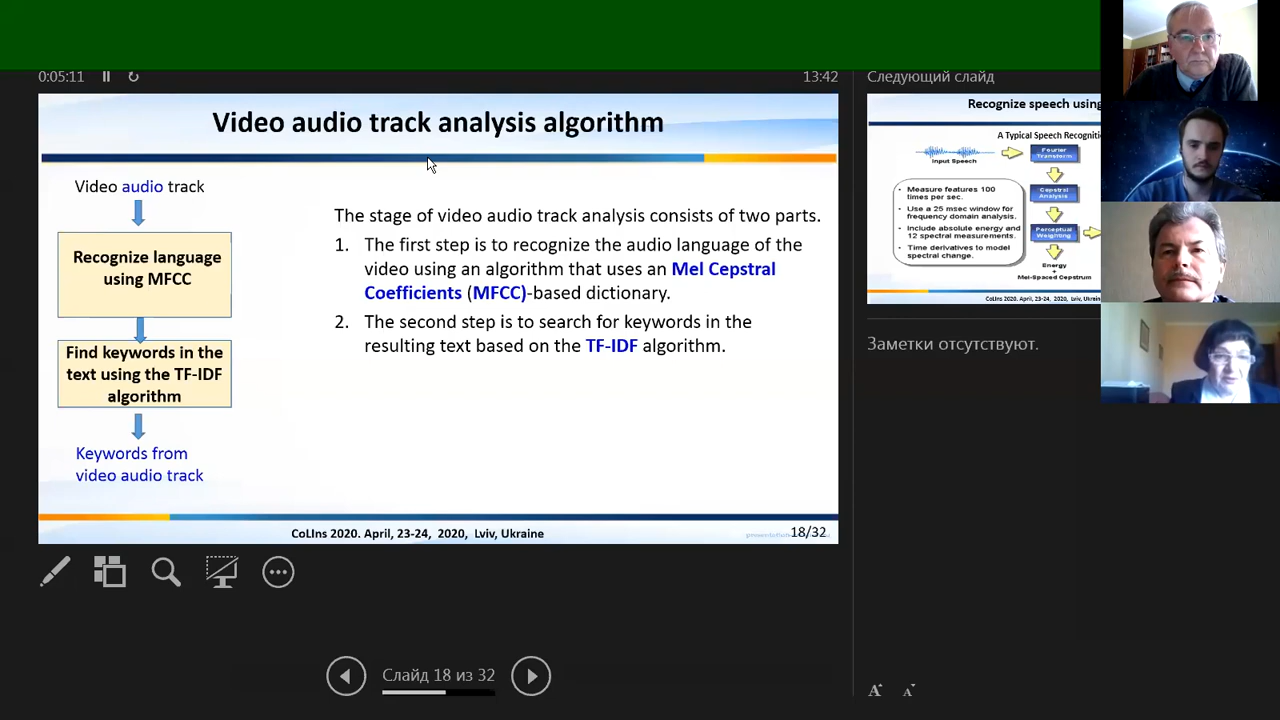 0:05:11
13:42
Следующий слайд
Video audio track analysis algorithm
Video audio track
Recognize language
using MFCC
Find keywords in the
text using the TF-IDF
algorithm
Keywords from
video audio track
The stage of video audio track analysis consists of two parts.
1. The first step is to recognize the audio language of the
video using an algorithm that uses an Mel Cepstral
Coefficients (MFCC)-based dictionary.
2. The second step is to search for keywords in the
resulting text based on the TF-IDF algorithm.
CoLIns 2020. April, 23-24, 2020, Lviv, Ukraine
18/32
Recognize speech using
A Typical Speech Recogniti
Input Speech
Fourier
Transform
Cepstral
Analysis
Perceptual
Weighting
Energy
+
Mel-Spaced Cepstrum
• Measure features 100
times per sec.
• Use a 25 msec window for
frequency domain analysis.
• Include absolute energy and
12 spectral measurements.
• Time derivatives to model
spectral change.
CoLIns 2020. April, 23-24, 2020, Lviv, Ukraine
Заметки отсутствуют.
Слайд 18 из 32
A A